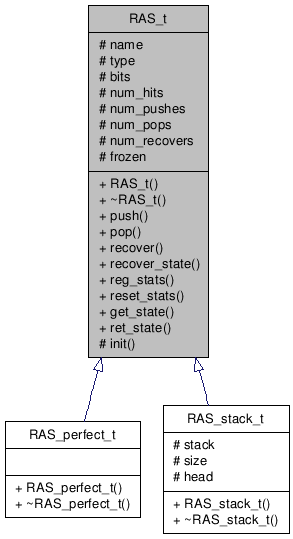 RAS_t
# name
# type
# bits
# num_hits
# num_pushes
# num_pops
# num_recovers
# frozen
+ RAS_t()
+ ~RAS_t()
+ push()
+ pop()
+ recover()
+ recover_state()
+ reg_stats()
+ reset_stats()
+ get_state()
+ ret_state()
# init()
RAS_perfect_t
+ RAS_perfect_t()
+ ~RAS_perfect_t()
RAS_stack_t
# stack
# size
# head
+ RAS_stack_t()
+ ~RAS_stack_t()